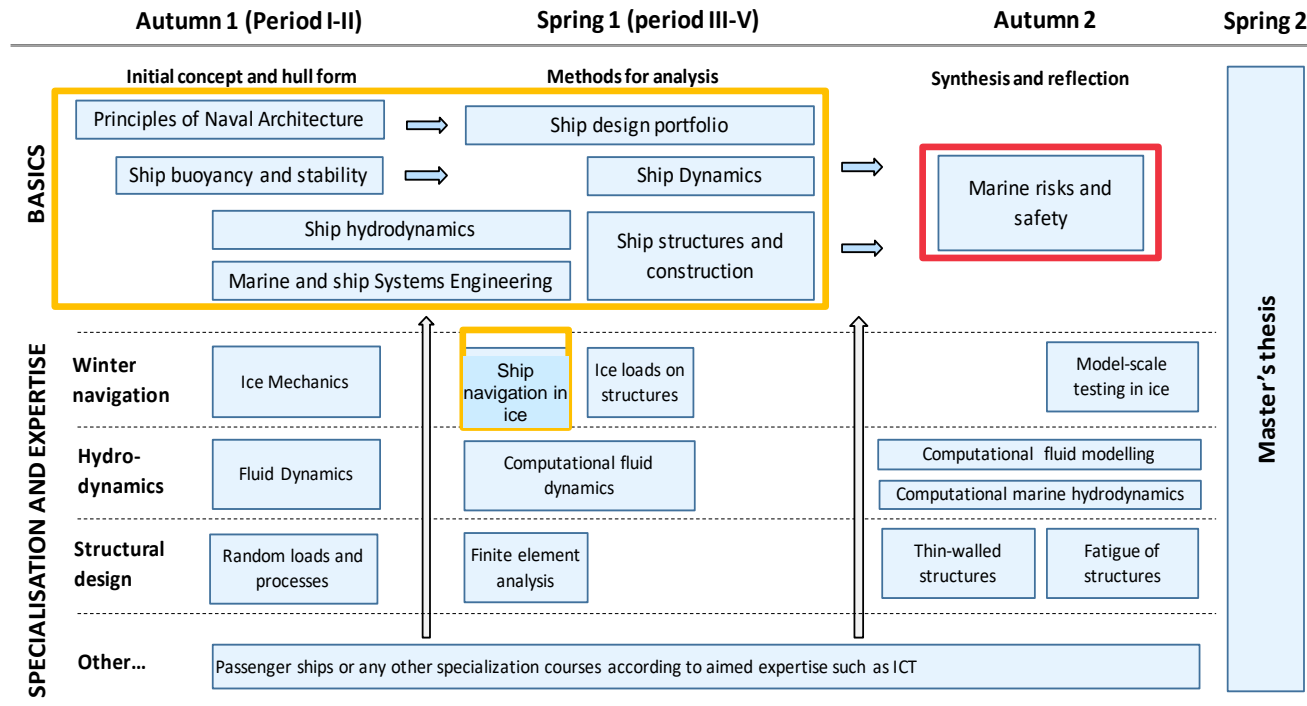 Autumn 1 (Period I-II)
Spring 1 (period III-V)
Autumn 2
Spring 2
Initial concept and hull form
Methods for analysis
Synthesis and reflection
BASICS
Principles of Naval Architecture
Ship design portfolio
Ship buoyancy and stability
Ship Dynamics
Marine risks and
safety
Ship hydrodynamics
Ship structures and
construction
Marine and ship Systems Engineering
Master's thesis
SPECIALISATION AND EXPERTISE
Winter
navigation
Ice Mechanics
Ship
navigation in
ice
Ice loads on
structures
Model-scale
testing in ice
Hydro-
dynamics
Fluid Dynamics
Computational fluid
dynamics
Computational fluid modelling
Computational marine hydrodynamics
Structural
design
Random loads and
processes
Finite element
analysis
Thin-walled
structures
Fatigue of
structures
Other...
Passenger ships or any other specialization courses according to aimed expertise such as ICT